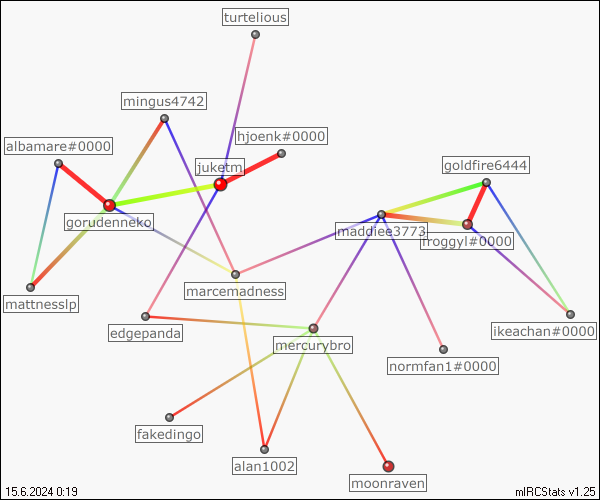 turtelious
mingus4742
hjoenk#0000
albamare#0000
juketm
goldfire6444
gorudenneko
maddiee3773
froggyl#0000
marcemadness
mattnesslp
edgepanda
ikeachan#0000
mercurybro
normfan1#0000
fakedingo
alan1002
moonraven
15.6.2024 0:19
mIRCStats v1.25